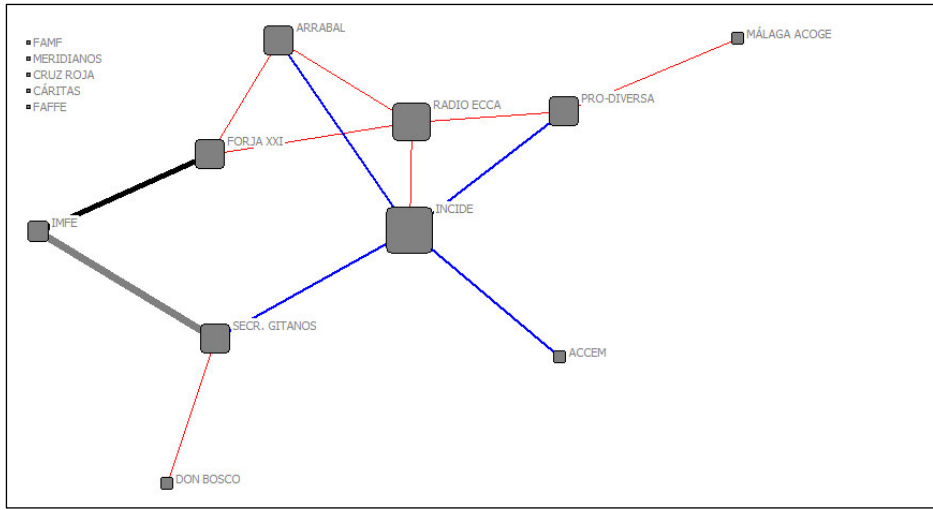 ARRABAL
MÁLAGA ACOGE
FAMF
MERIDIANOS
CRUZ ROJA
CÁRITAS
FAFFE
PRO-DIVERSA
RADIO ECCA
FORJA XXI
INCIDE
IMFE
SECR. GITANOS
ACCEM
DON BOSCO